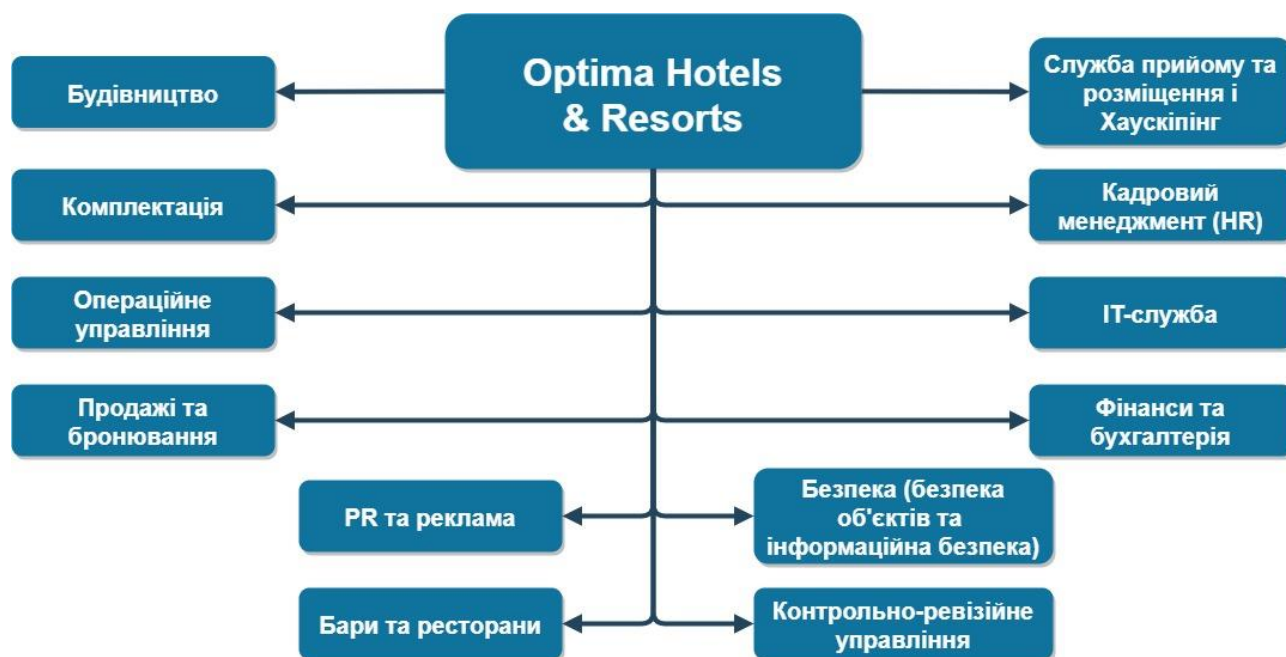 Optima Hotels
& Resorts
Будівництво
Служба прийому та
розміщення і
Хаускіпінг
Комплектація
Кадровий
менеджмент (HR)
Операційне
управління
ІТ-служба
Продажі та
бронювання
Фінанси та
бухгалтерія
PR та реклама
Безпека (безпека
об'єктів та
інформаційна безпека)
Бари та ресторани
Контрольно-ревізійне
управління